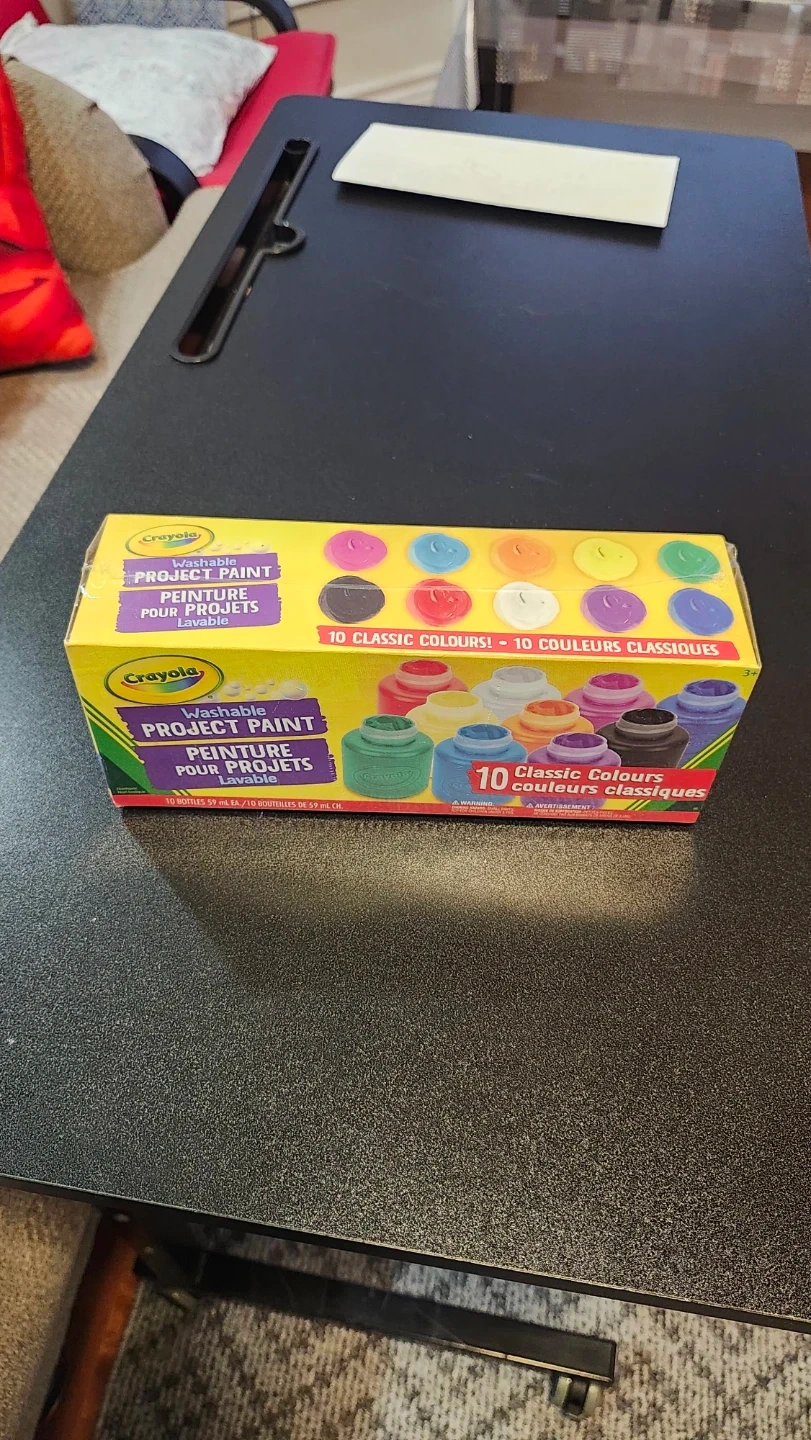 Crayola
Washable
PROJECT PAINT
PEINTURE
POUR PROJETS
Lavable
10 CLASSIC COLOURS! - 10 COULEURS CLASSIQUES
3+
Crayola
Washable
PROJECT PAINT
PEINTURE
POUR PROJETS
Lavable
10 Classic Colours
couleurs classiques
10 BOTTLES 59 mL EA./10 BOUTEILLES DE 59 mL CH.
WARNING:
AVERTISSEMENT: